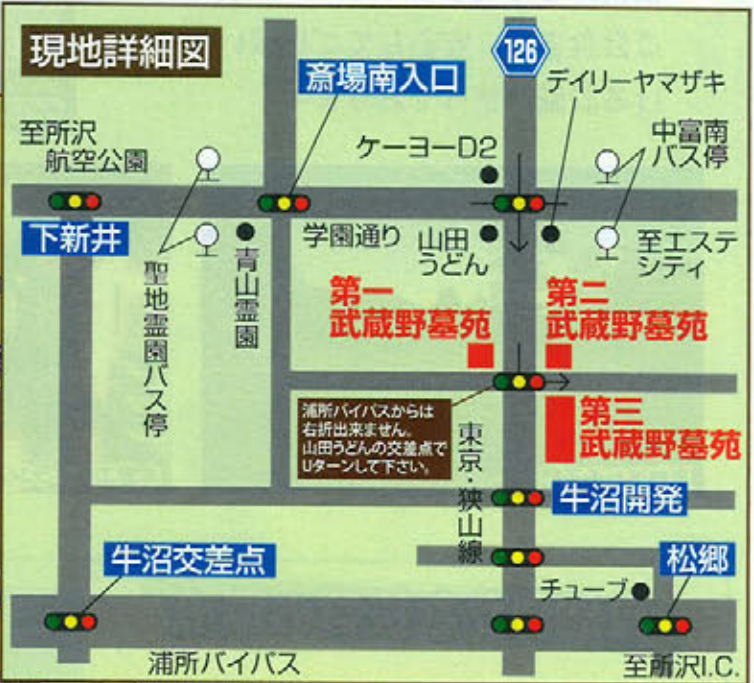 現地詳細図
126
斎場南入口
デイリーヤマザキ
至所沢
航空公園
ケーヨーD2
中富南
バス停
下新井
学園通り
山田
うどん
至エステ
シティ
聖地霊園バス停
青山霊園
第一
武蔵野墓苑
第二
武蔵野墓苑
浦所バイパスからは
右折出来ません。
山田うどんの交差点で
Uターンして下さい。
第三
武蔵野墓苑
東京・狭山線
牛沼開発
牛沼交差点
松郷
チューブ
浦所バイパス
至所沢I.C.